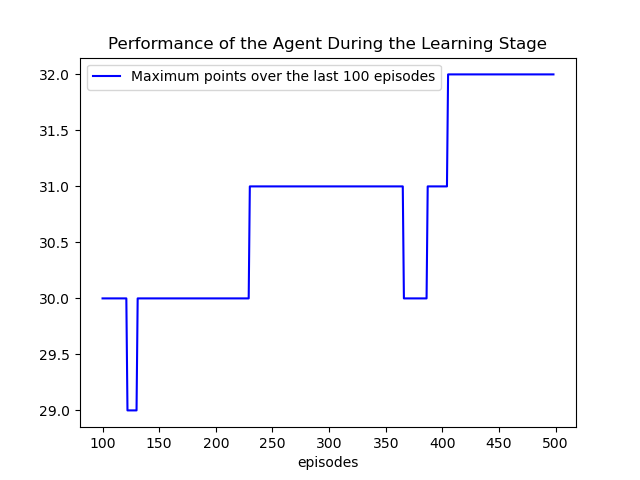 Performance of the Agent During the Learning Stage
Maximum points over the last 100 episodes
32.0
31.5
31.0
30.5
30.0
29.5
29.0
100 150 200 250 300 350 400 450 500
episodes